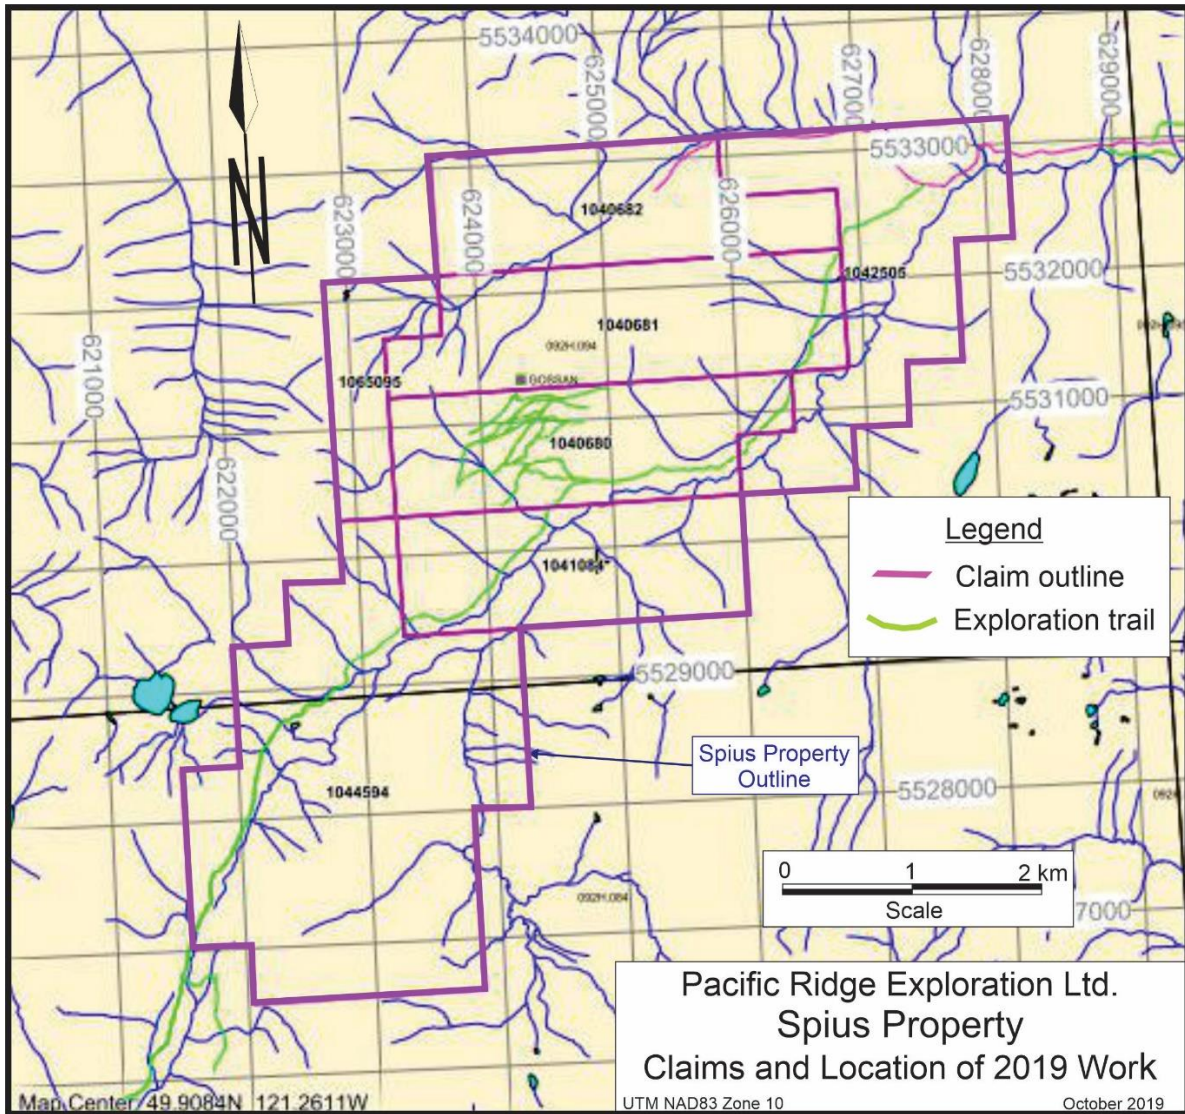 5534000
625000
627000
628000
629000
5533000
623000
624000
626000
1040682
N
1042505
5532000
1040681
092H.094
621000
1065095
GOSSAN
5531000
1040680
622000
Legend
Claim outline
Exploration trail
1041084
5529000
Spius Property
Outline
1044594
5528000
0 1 2 km
Scale
092H.084
7000
Pacific Ridge Exploration Ltd.
Spius Property
Claims and Location of 2019 Work
Map Center: 49.9084N 121.2611W
UTM NAD83 Zone 10
October 2019